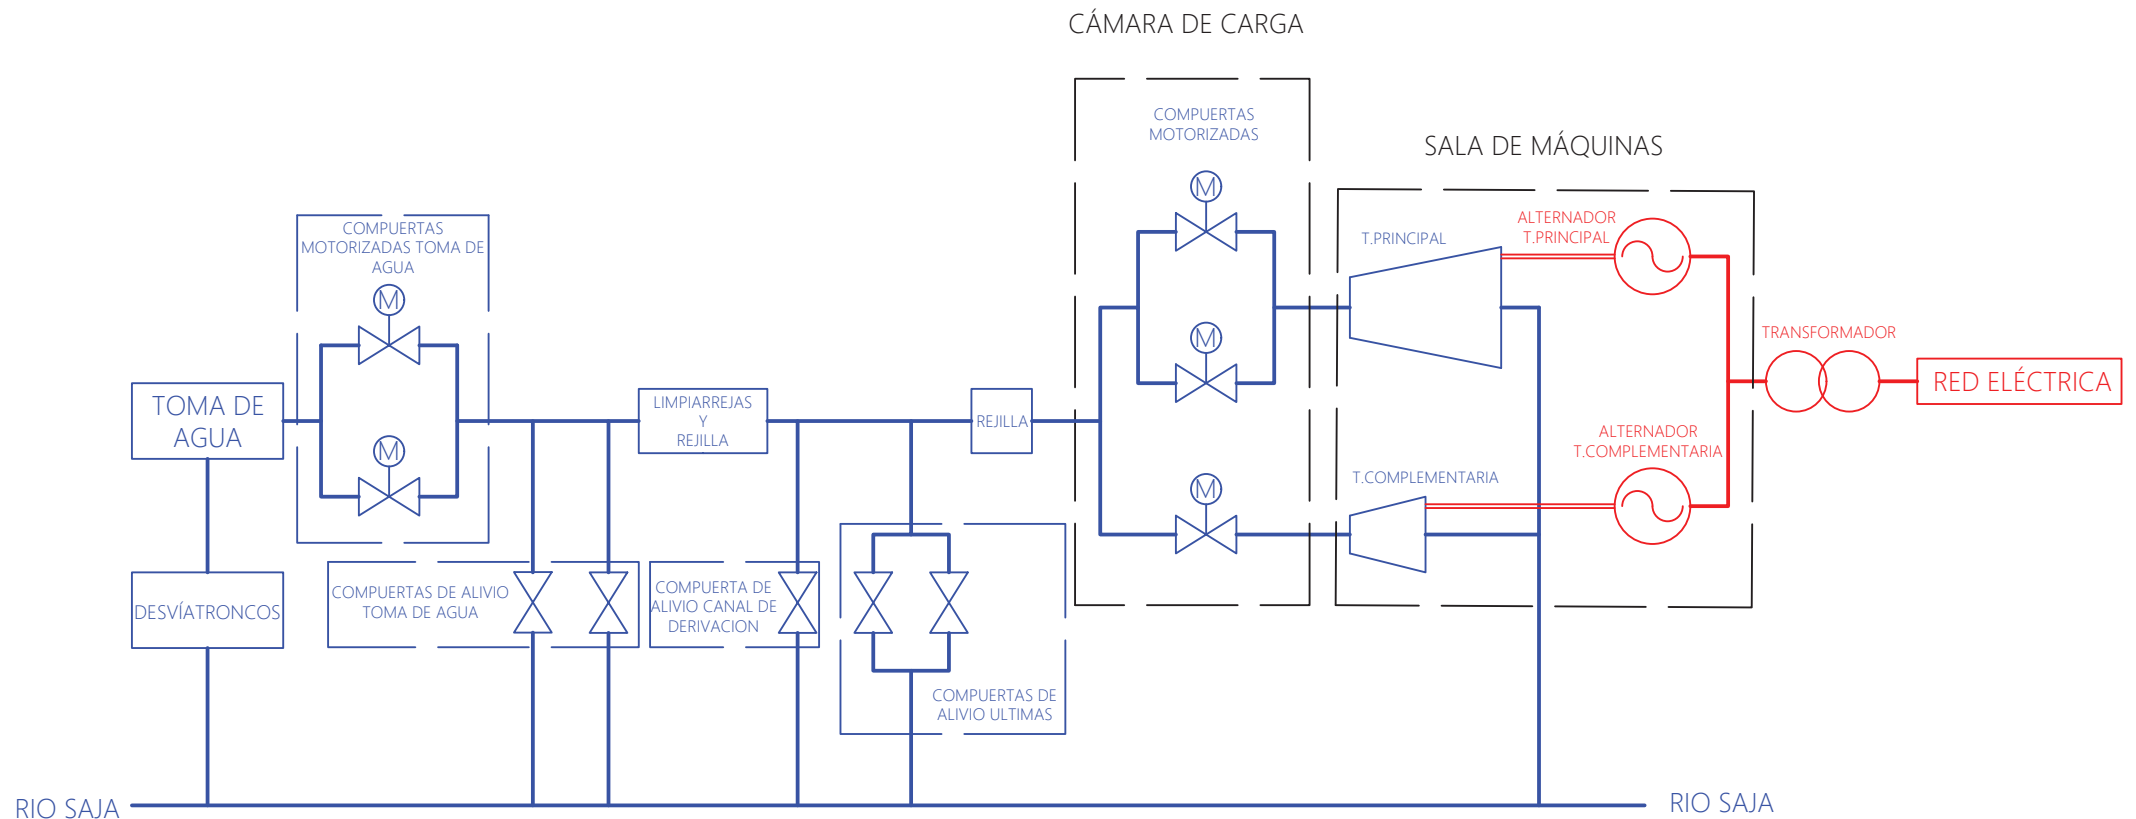 CÁMARA DE CARGA
COMPUERTAS
MOTORIZADAS
M
M
M
SALA DE MÁQUINAS
T.PRINCIPAL
ALTERNADOR
T.PRINCIPAL
T.COMPLEMENTARIA
ALTERNADOR
T.COMPLEMENTARIA
TRANSFORMADOR
RED ELÉCTRICA
COMPUERTAS
MOTORIZADAS TOMA DE
AGUA
M
M
TOMA DE
AGUA
LIMPIARREJAS
Y
REJILLA
REJILLA
DESVÍATRONCOS
COMPUERTAS DE ALIVIO
TOMA DE AGUA
COMPUERTA DE
ALIVIO CANAL DE
DERIVACION
COMPUERTAS DE
ALIVIO ULTIMAS
RIO SAJA
RIO SAJA